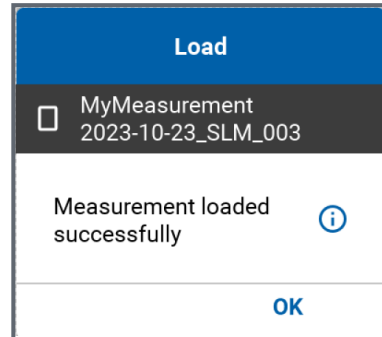 Load
MyMeasurement
2023-10-23_SLM_003
Measurement loaded
successfully
OK